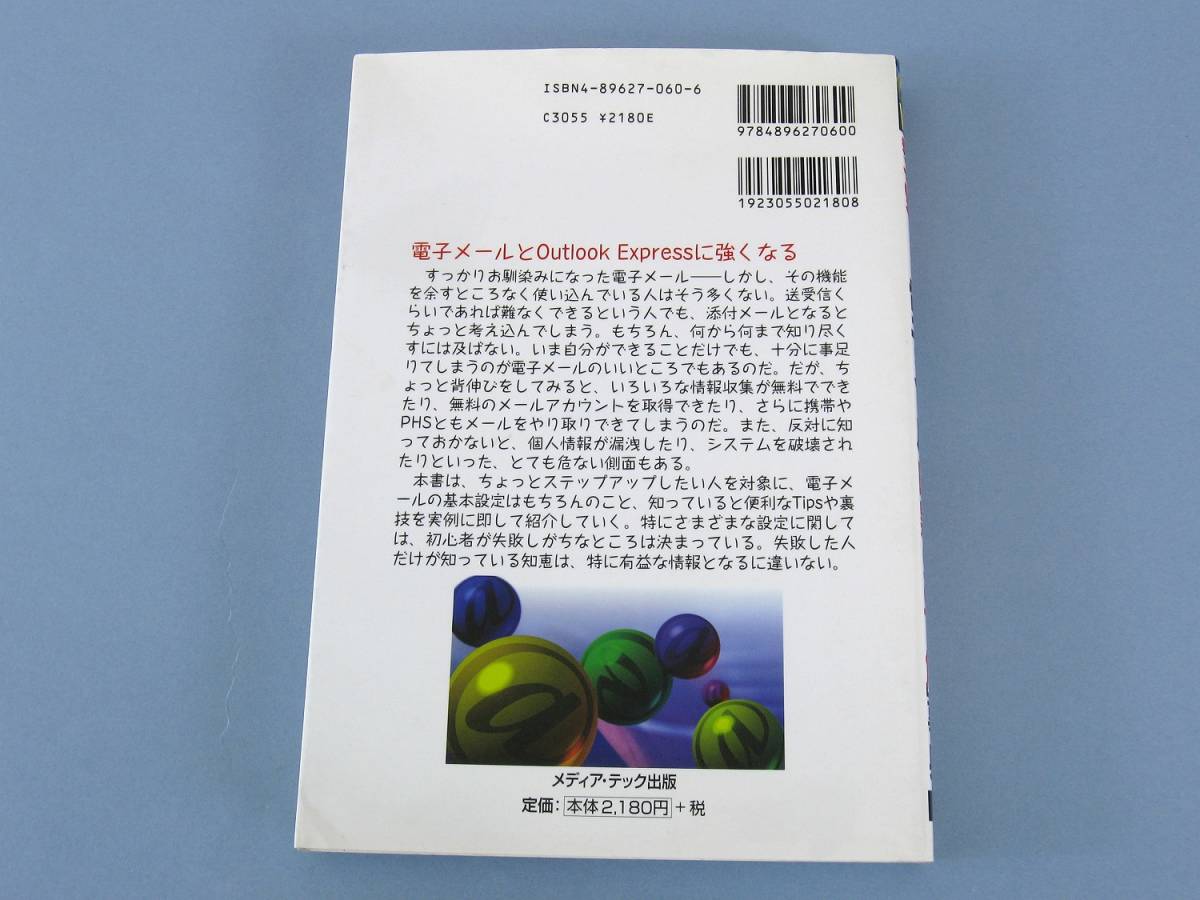 ISBN4-89627-060-6
C3055 ¥2180E
9784896270600
1923055021808
電子メールとOutlook Expressに強くなる
すっかりお馴染みになった電子メール――しかし、その機能
を余すところなく使い込んでいる人はそう多くない。送受信く
らいであれば難なくできるという人でも、添付メールとなると
ちょっと考え込んでしまう。もちろん、何から何まで知り尽く
すには及ばない。いま自分ができることだけでも、十分に事足
りてしまうのが電子メールのいいところでもあるのだ。だが、ち
ょっと背伸びをしてみると、いろいろな情報収集が無料ででき
たり、無料のメールアカウントを取得できたり、さらに携帯や
PHSともメールをやり取りできてしまうのだ。また、反対に知
っておかないと、個人情報が漏洩したり、システムを破壊され
たりといった、とても危ない側面もある。
本書は、ちょっとステップアップしたい人を対象に、電子メ
ールの基本設定はもちろんのこと、知っていると便利なTipsや裏
技を実例に即して紹介していく。特にさまざまな設定に関して
は、初心者が失敗しがちなところは決まっている。失敗した人
だけが知っている知恵は、特に有益な情報となるに違いない。
メディア・テック出版
定価：本体2,180円＋税